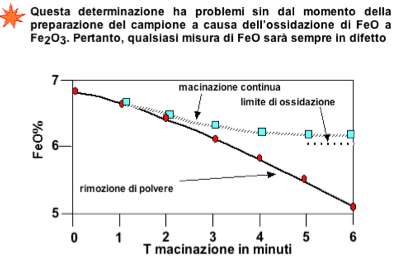 Questa determinazione ha problemi sin dal momento della
preparazione del campione a causa dell'ossidazione di FeO a
Fe2O3. Pertanto, qualsiasi misura di FeO sarà sempre in difetto
7
macinazione continua
limite di ossidazione
FeO%
6
rimozione di polvere
5
0 1 2 3 4 5 6
T macinazione in minuti